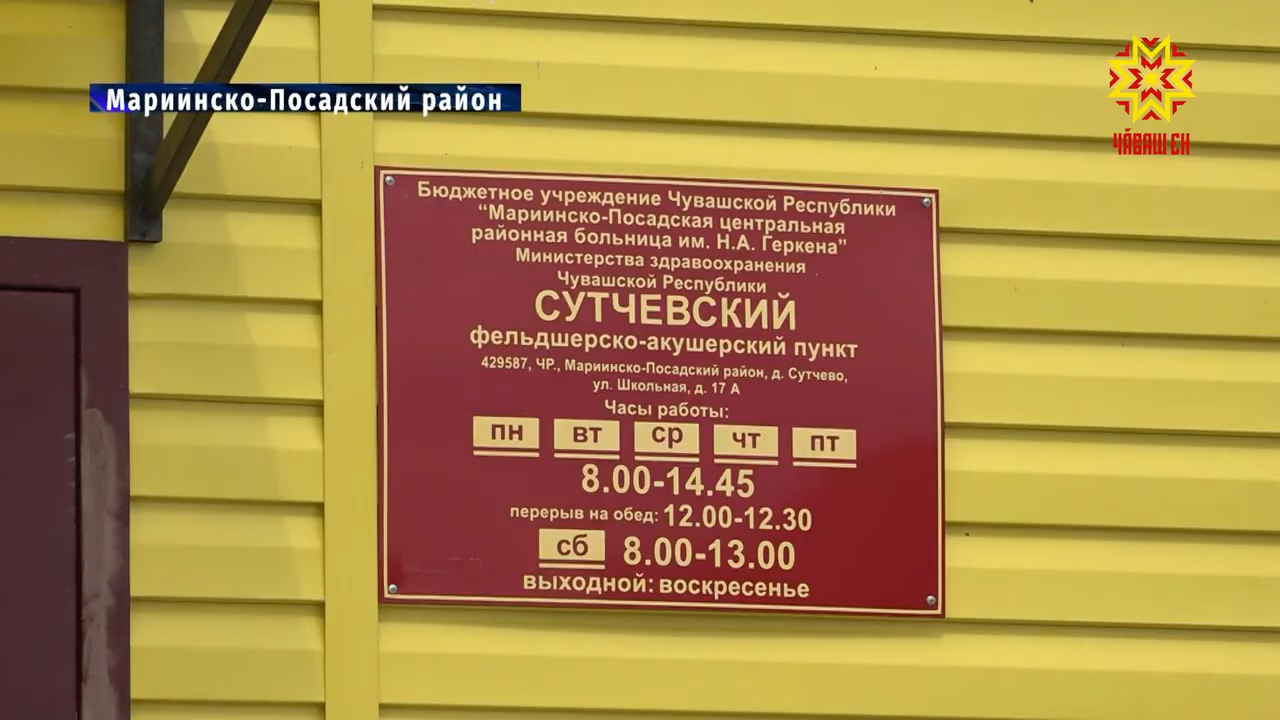 Мариинско-Посадский район
ЧӐВАШ ЕН
Бюджетное учреждение Чувашской Республики
“Мариинско-Посадская центральная
районная больница им. Н.А. Геркена”
Министерства здравоохранения
Чувашской Республики
СУТЧЕВСКИЙ
фельдшерско-акушерский пункт
429587, ЧР., Мариинско-Посадский район, д. Сутчево,
ул. Школьная, д. 17 А
Часы работы:
пн вт ср чт пт
8.00-14.45
перерыв на обед: 12.00-12.30
сб 8.00-13.00
выходной: воскресенье